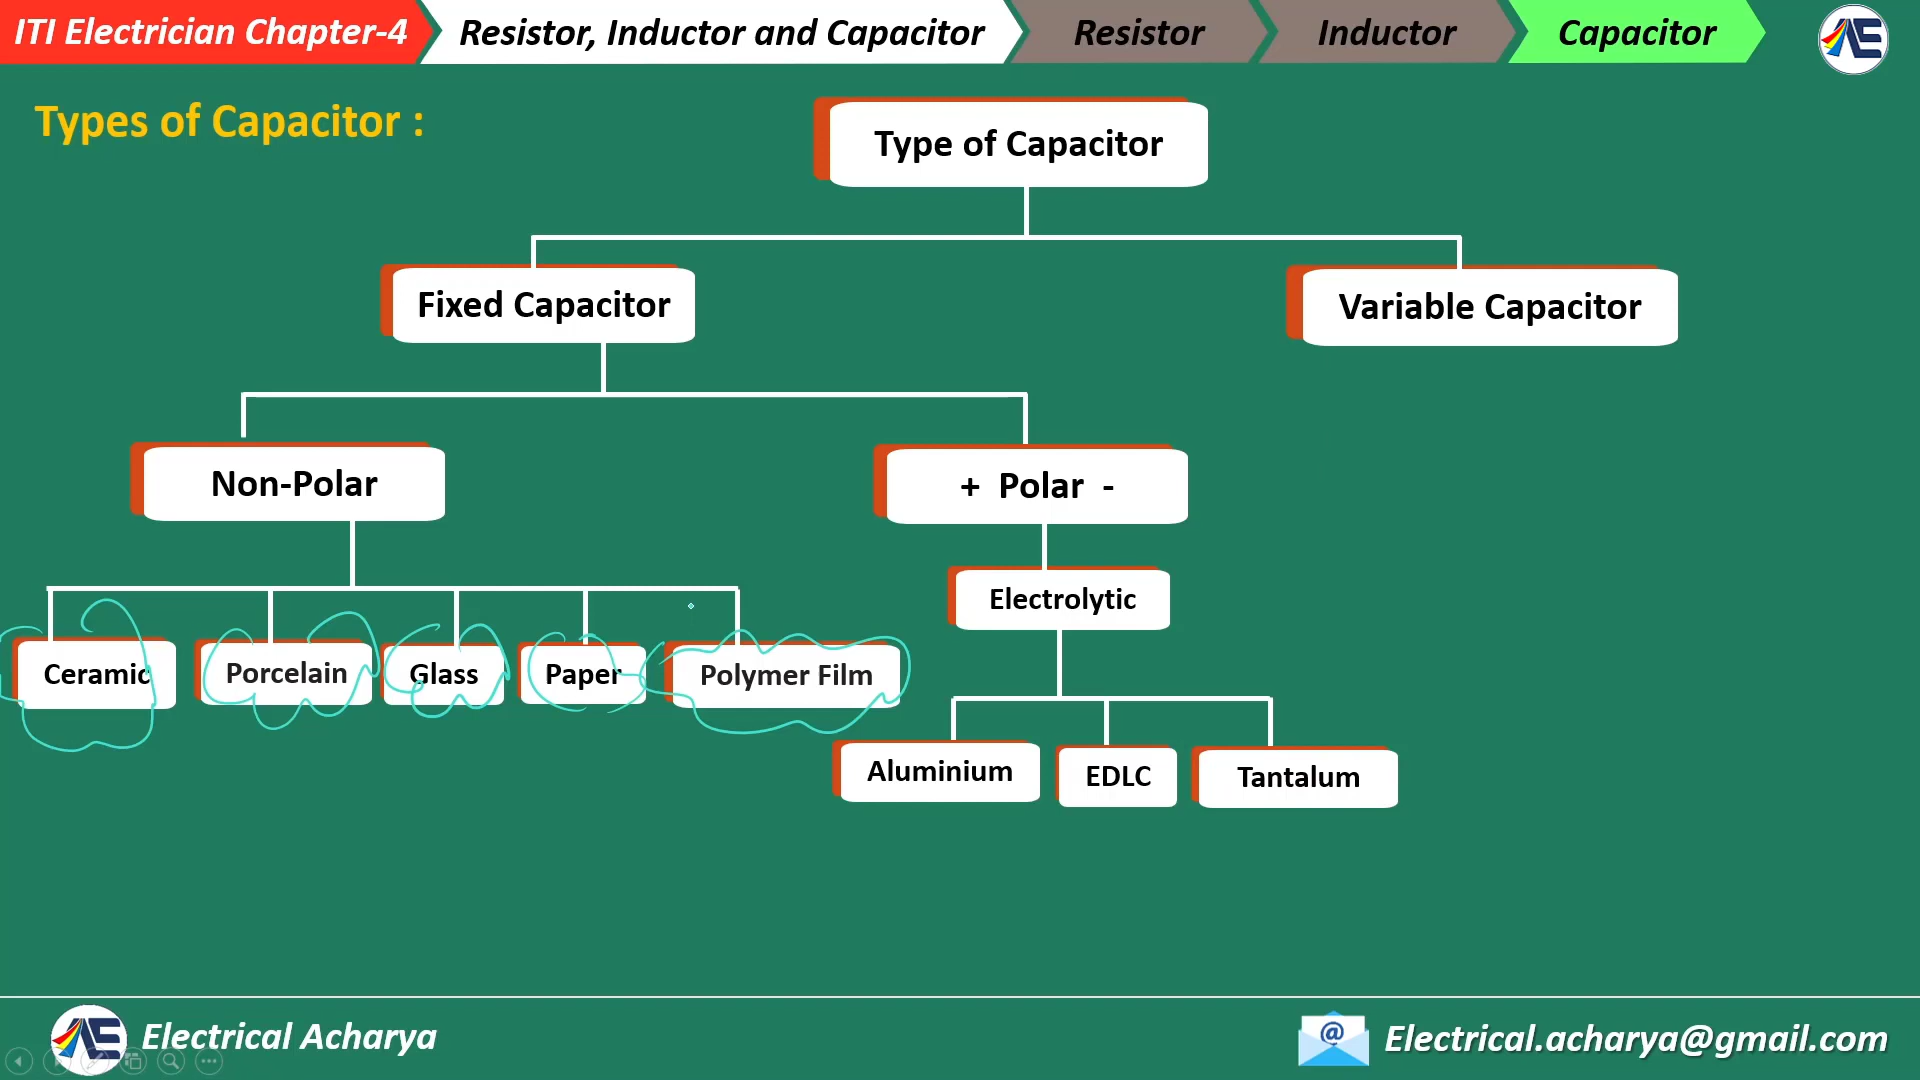 ITI Electrician Chapter-4
Resistor, Inductor and Capacitor
Resistor
Inductor
Capacitor
AE
Types of Capacitor :
Type of Capacitor
Fixed Capacitor
Variable Capacitor
Non-Polar
+ Polar -
Electrolytic
Ceramic
Porcelain
Glass
Paper
Polymer Film
Aluminium
EDLC
Tantalum
AE
Electrical Acharya
@
Electrical.acharya@gmail.com